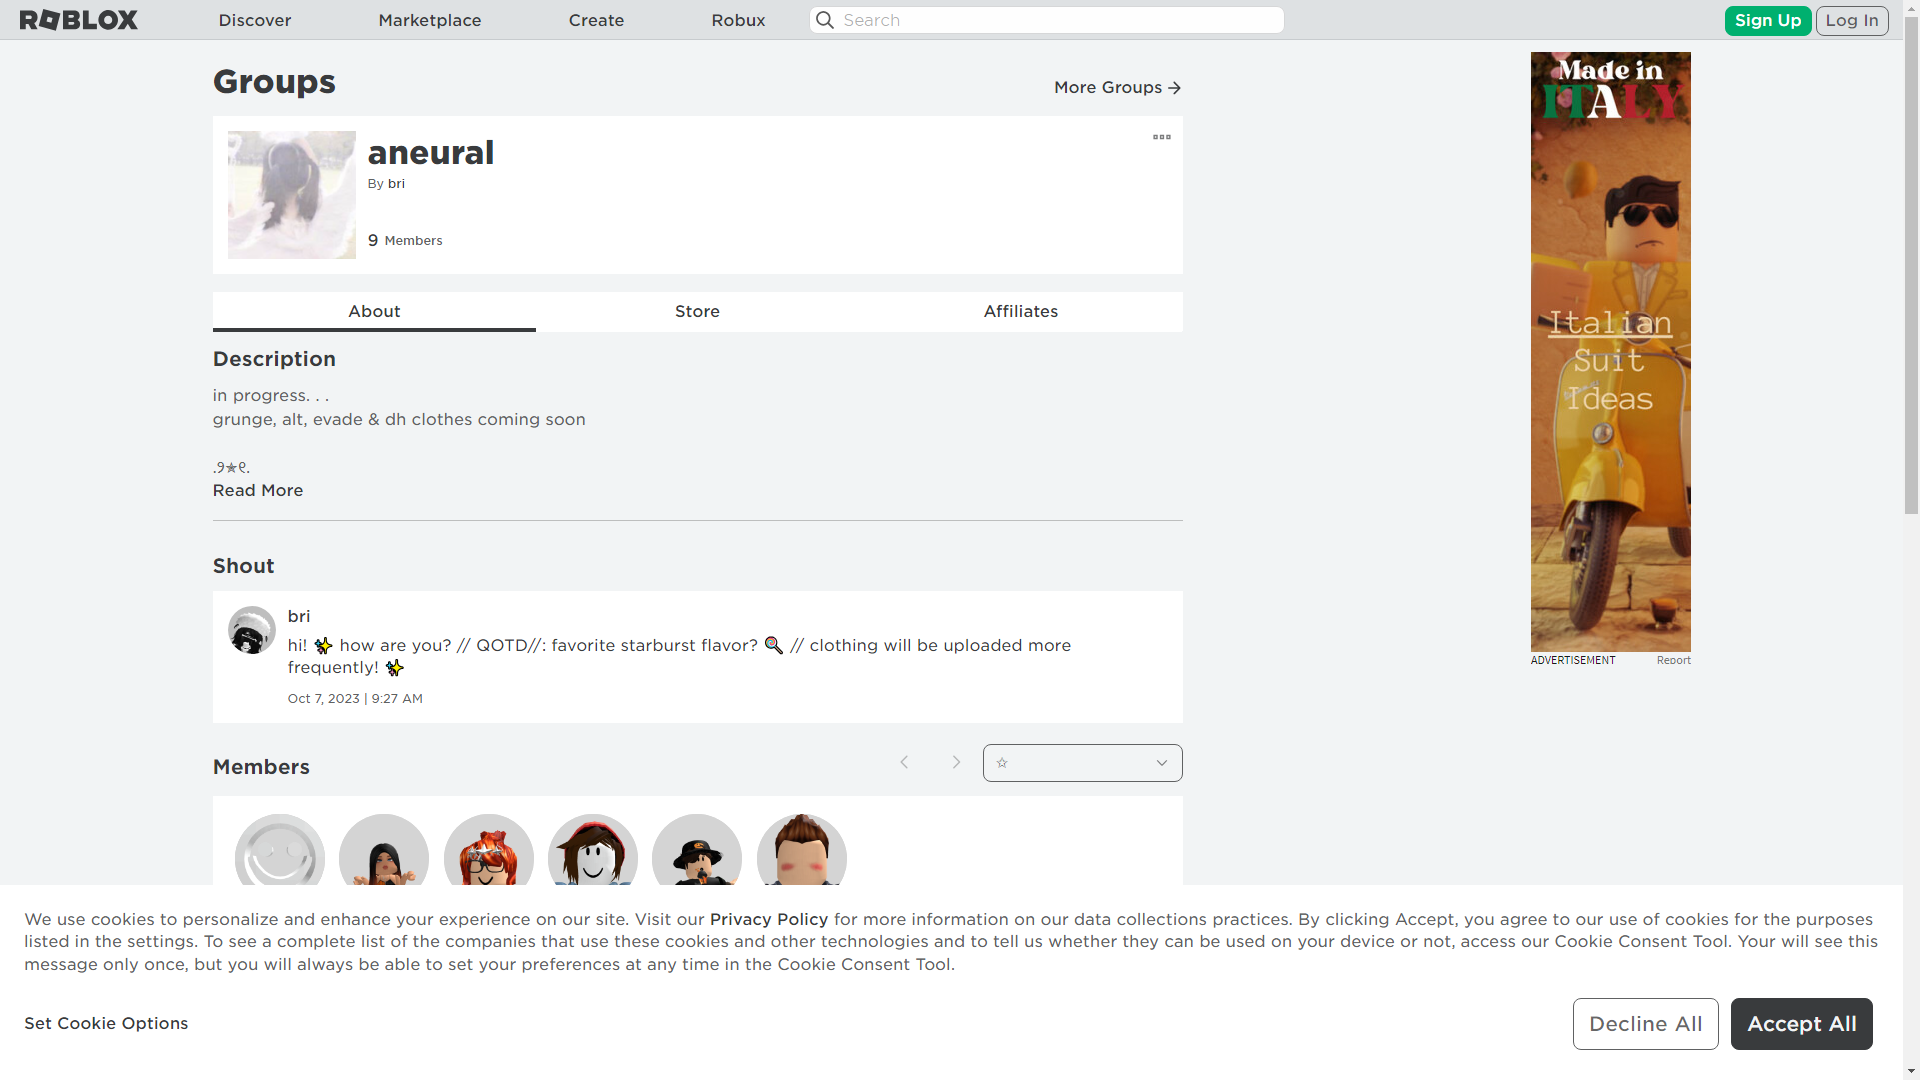 ROBLOX Discover Marketplace Create Robux Search Sign Up Log In
Groups
More Groups
aneural
By bri
9 Members
About Store Affiliates
Description
in progress. . .
grunge, alt, evade & dh clothes coming soon
.୨✯୧.
Read More
Shout
bri
hi! ✨ how are you? // QOTD//: favorite starburst flavor? 🍭 // clothing will be uploaded more
frequently! ✨
Oct 7, 2023 | 9:27 AM
Members
☆
Made in
ITALY
Italian
Suit
Ideas
ADVERTISEMENT Report
We use cookies to personalize and enhance your experience on our site. Visit our Privacy Policy for more information on our data collections practices. By clicking Accept, you agree to our use of cookies for the purposes
listed in the settings. To see a complete list of the companies that use these cookies and other technologies and to tell us whether they can be used on your device or not, access our Cookie Consent Tool. Your will see this
message only once, but you will always be able to set your preferences at any time in the Cookie Consent Tool.
Set Cookie Options
Decline All
Accept All